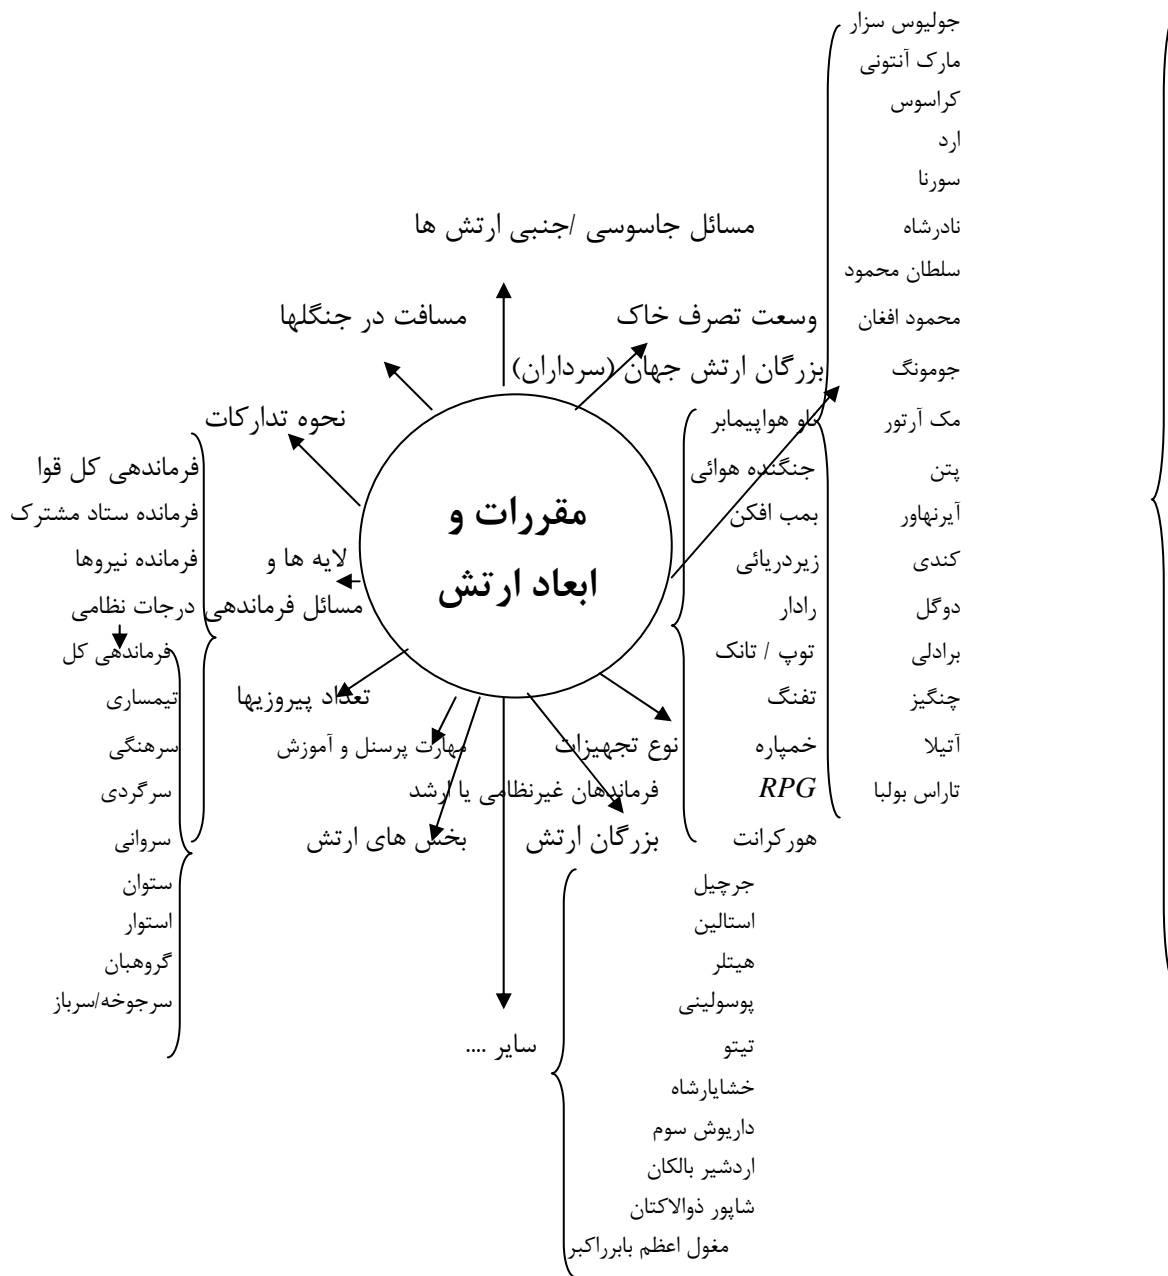 جولیوس سزار
مارک آنتونی
کراسوس
ارد
سورنا
نادرشاه
سلطان محمود
محمود افغان
جومونگ
مک آرتور
پتن
آیرنهاور
کندی
دوگل
برادلی
چنگیز
آتیلا
تاراس بولبا
مسائل جاسوسی /جنبی ارتش ها
وسعت تصرف خاک
مسافت در جنگلها
بزرگان ارتش جهان (سرداران)
نحوه تدارکات
ناو هواپیمابر
جنگنده هوائی
بمب افکن
زیردریائی
رادار
توپ / تانک
تفنگ
خمپاره
RPG
هورکرانت
مقررات و
ابعاد ارتش
فرماندهی کل قوا
فرمانده ستاد مشترک
فرمانده نیروها
درجات نظامی
لایه ها و
مسائل فرماندهی
فرماندهی کل
تیمساری
سرهنگی
سرگردی
سروانی
ستوان
استوار
گروهبان
سرجوخه/سرباز
تعداد پیروزیها
مهارت پرسنل و آموزش
نوع تجهیزات
فرماندهان غیرنظامی یا ارشد
بزرگان ارتش
بخش های ارتش
جرچیل
استالین
هیتلر
پوسولینی
تیتو
خشایارشاه
داریوش سوم
اردشیر بالکان
شاپور ذوالاکتان
مغول اعظم بابرراکبر
سایر ....